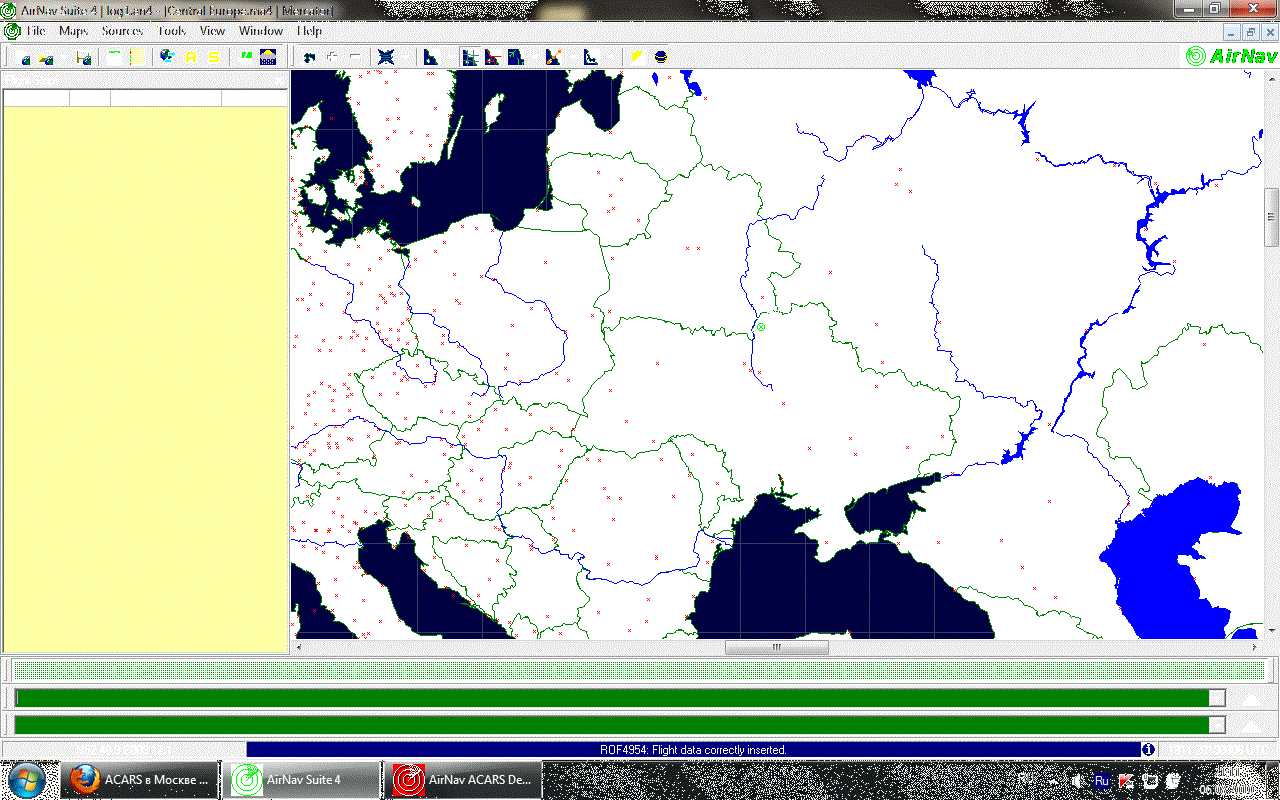 AirNav Suite 4 | log1.an4 - [Central Europe.ma4 | Mercator]
File Maps Sources Tools View Window Help
AirNav
ROF4954: Flight data correctly inserted.
ACARS в Москве ...
AirNav Suite 4
AirNav ACARS De...
Ru